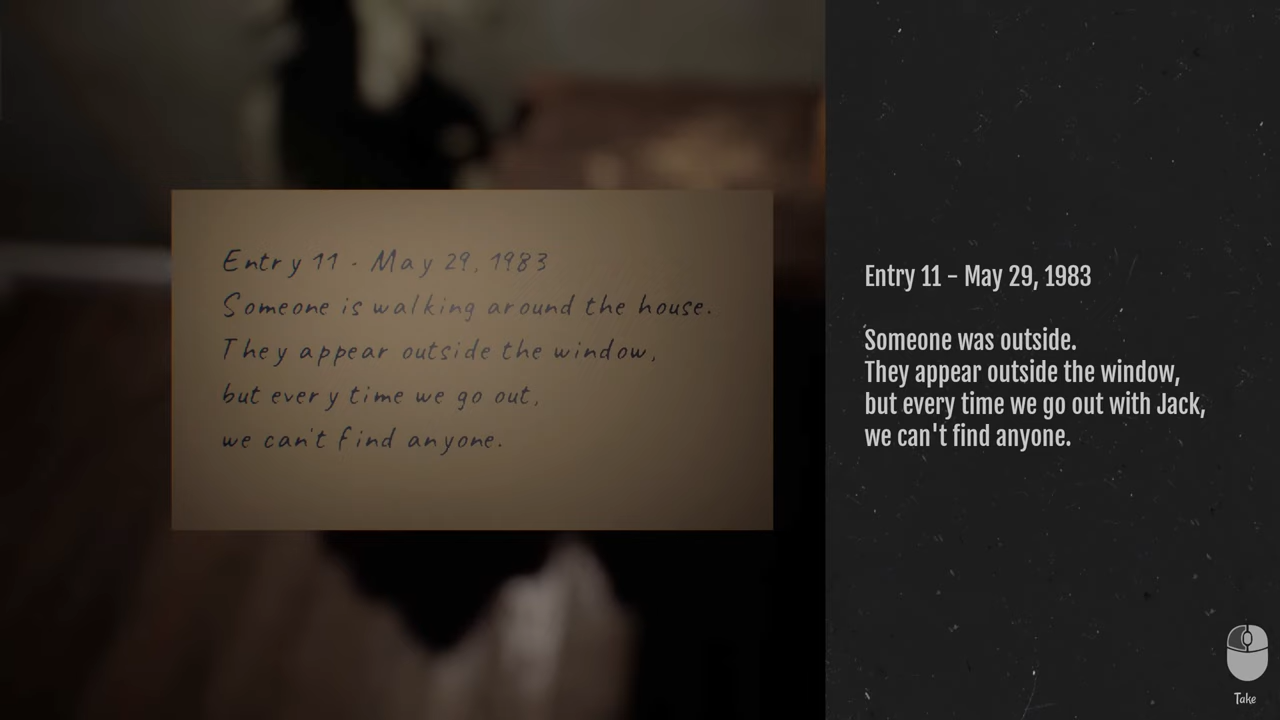 Entry 11 - May 29, 1983
Someone is walking around the house.
They appear outside the window,
but every time we go out,
we can't find anyone.
Entry 11 - May 29, 1983
Someone was outside.
They appear outside the window,
but every time we go out with Jack,
we can't find anyone.
Take